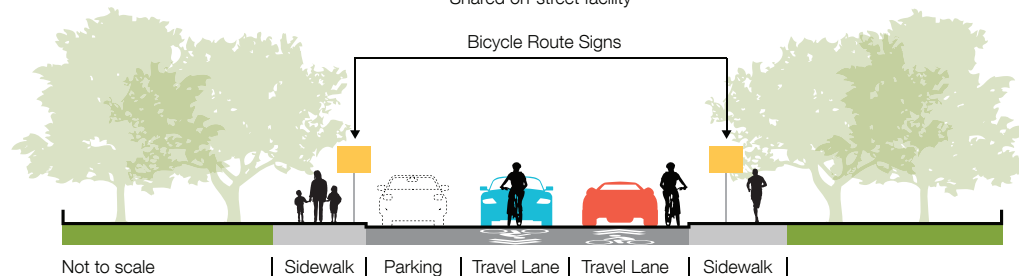 Shared on-street facility
Bicycle Route Signs
Not to scale
Sidewalk
Parking
Travel Lane
Travel Lane
Sidewalk